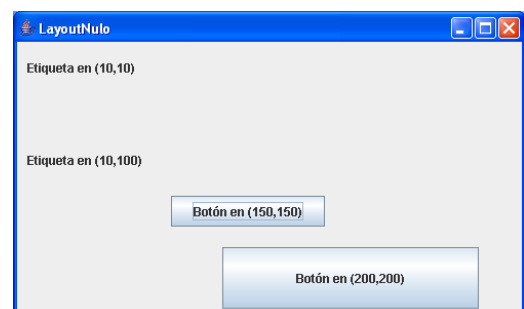 LayoutNulo
Etiqueta en (10,10)
Etiqueta en (10,100)
Botón en (150,150)
Botón en (200,200)